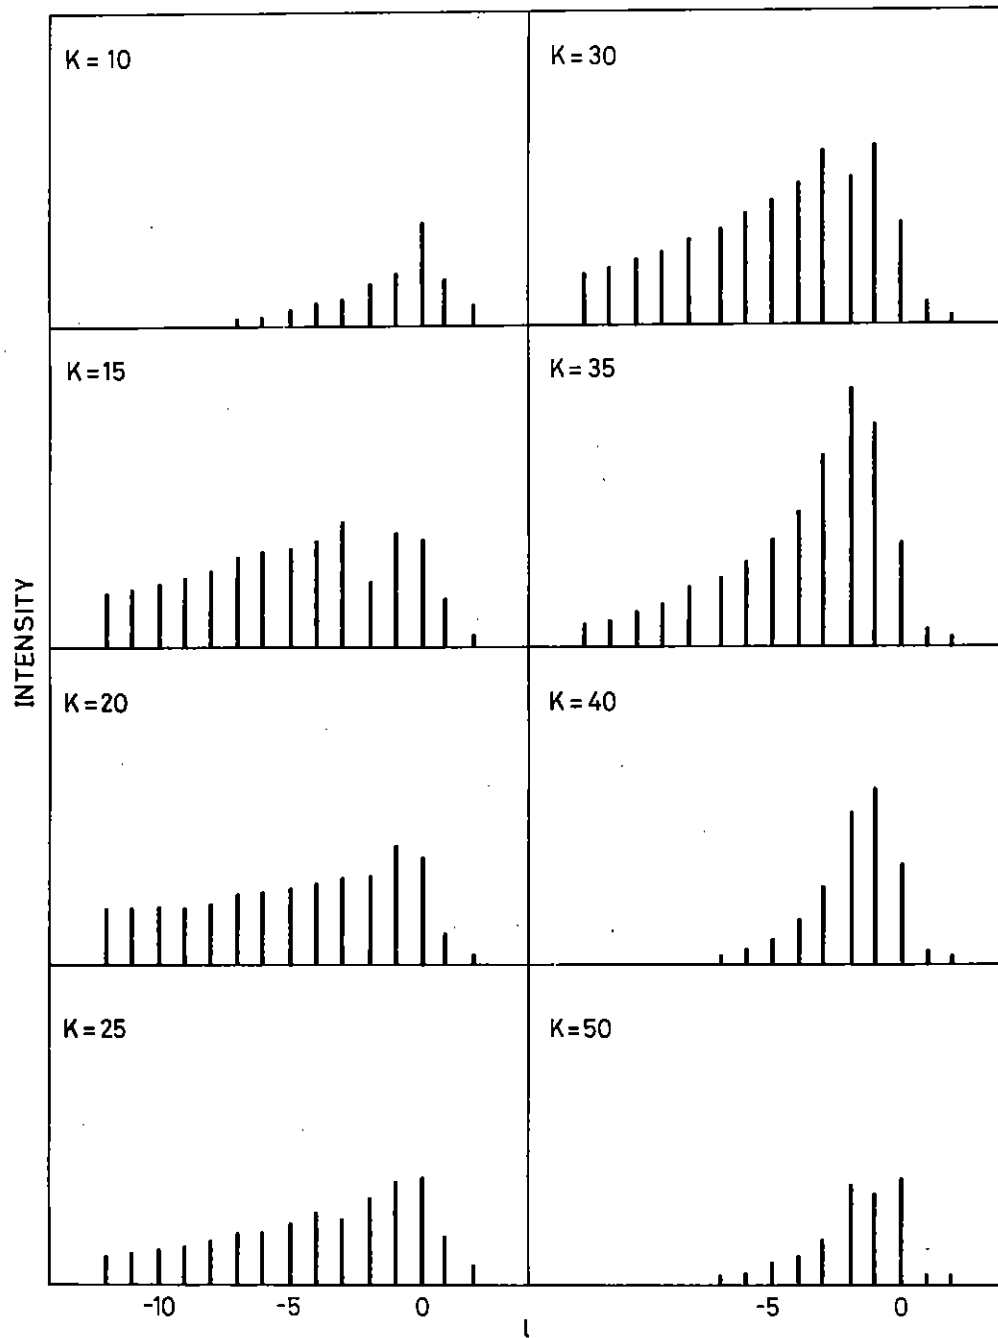 K = 10
K = 30
K = 15
K = 35
INTENSITY
K = 20
K = 40
K = 25
K = 50
-10 -5 0 -5 0
l